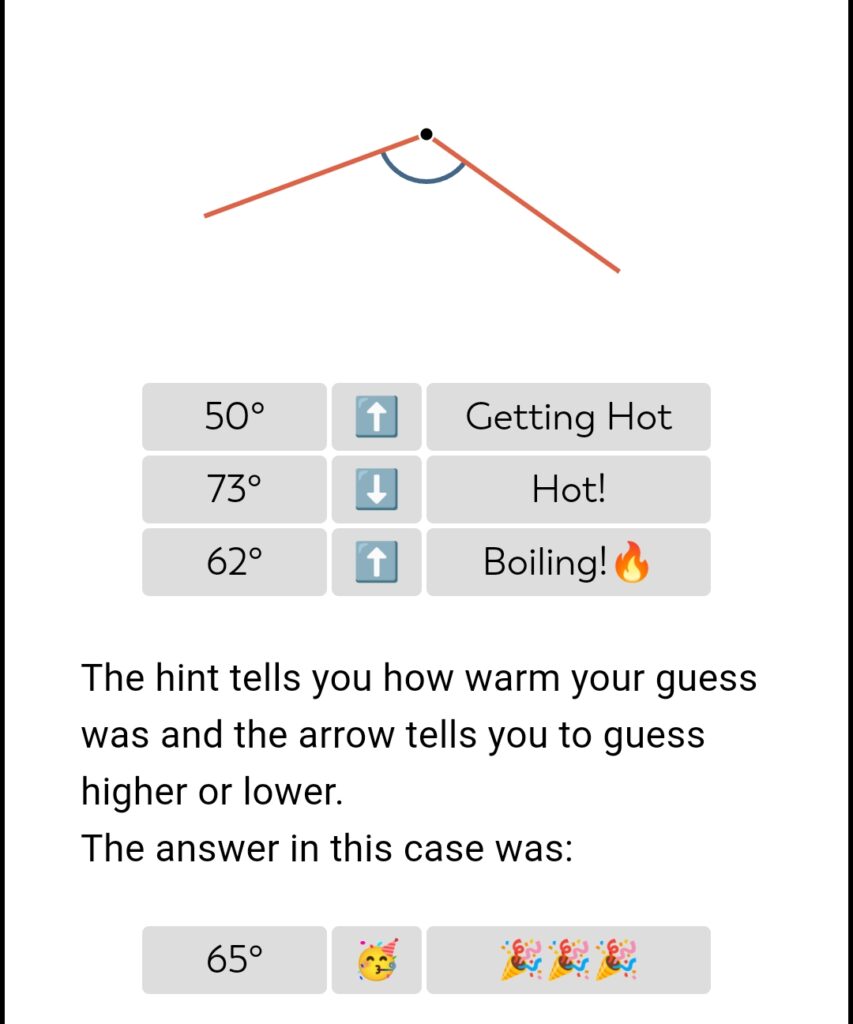 50° ⬆️ Getting Hot
73° ⬇️ Hot!
62° ⬆️ Boiling!🔥
The hint tells you how warm your guess
was and the arrow tells you to guess
higher or lower.
The answer in this case was:
65° 🥳 🎉🎉🎉